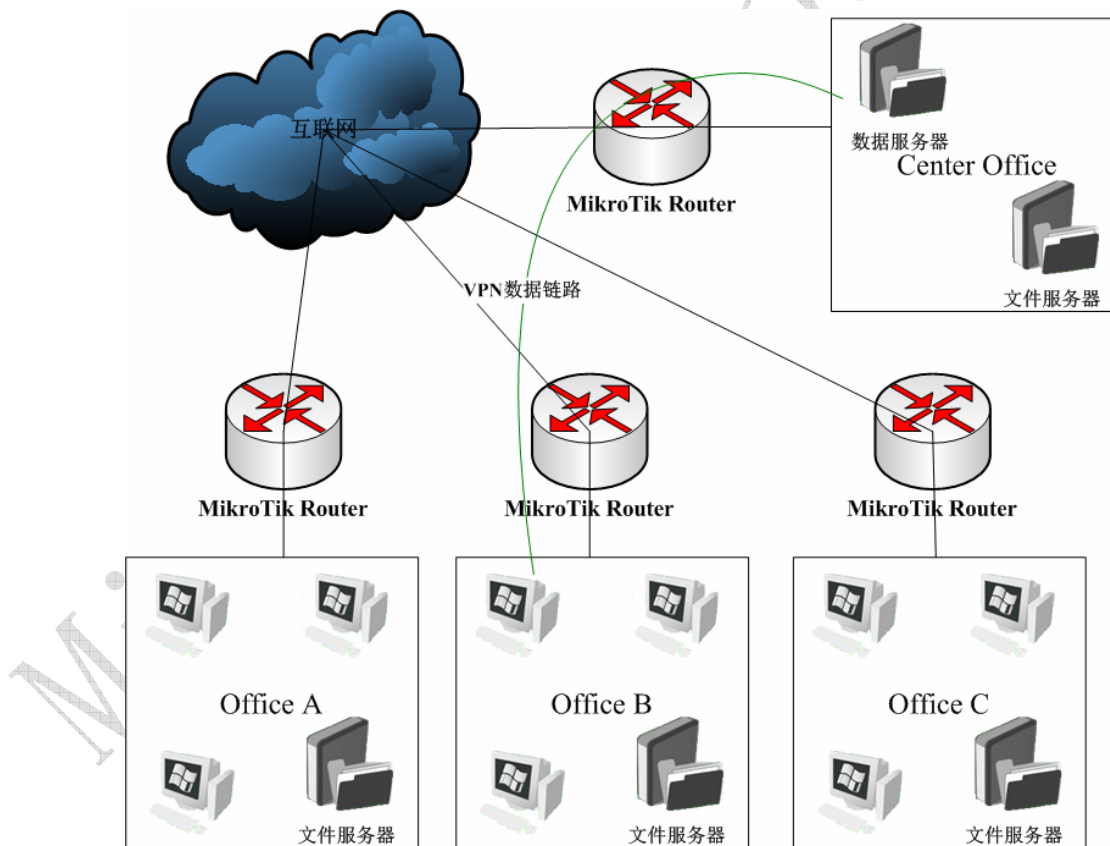 互联网
数据服务器
Center Office
MikroTik Router
文件服务器
VPN数据链路
MikroTik Router
MikroTik Router
MikroTik Router
Office A
Office B
Office C
文件服务器
文件服务器
文件服务器